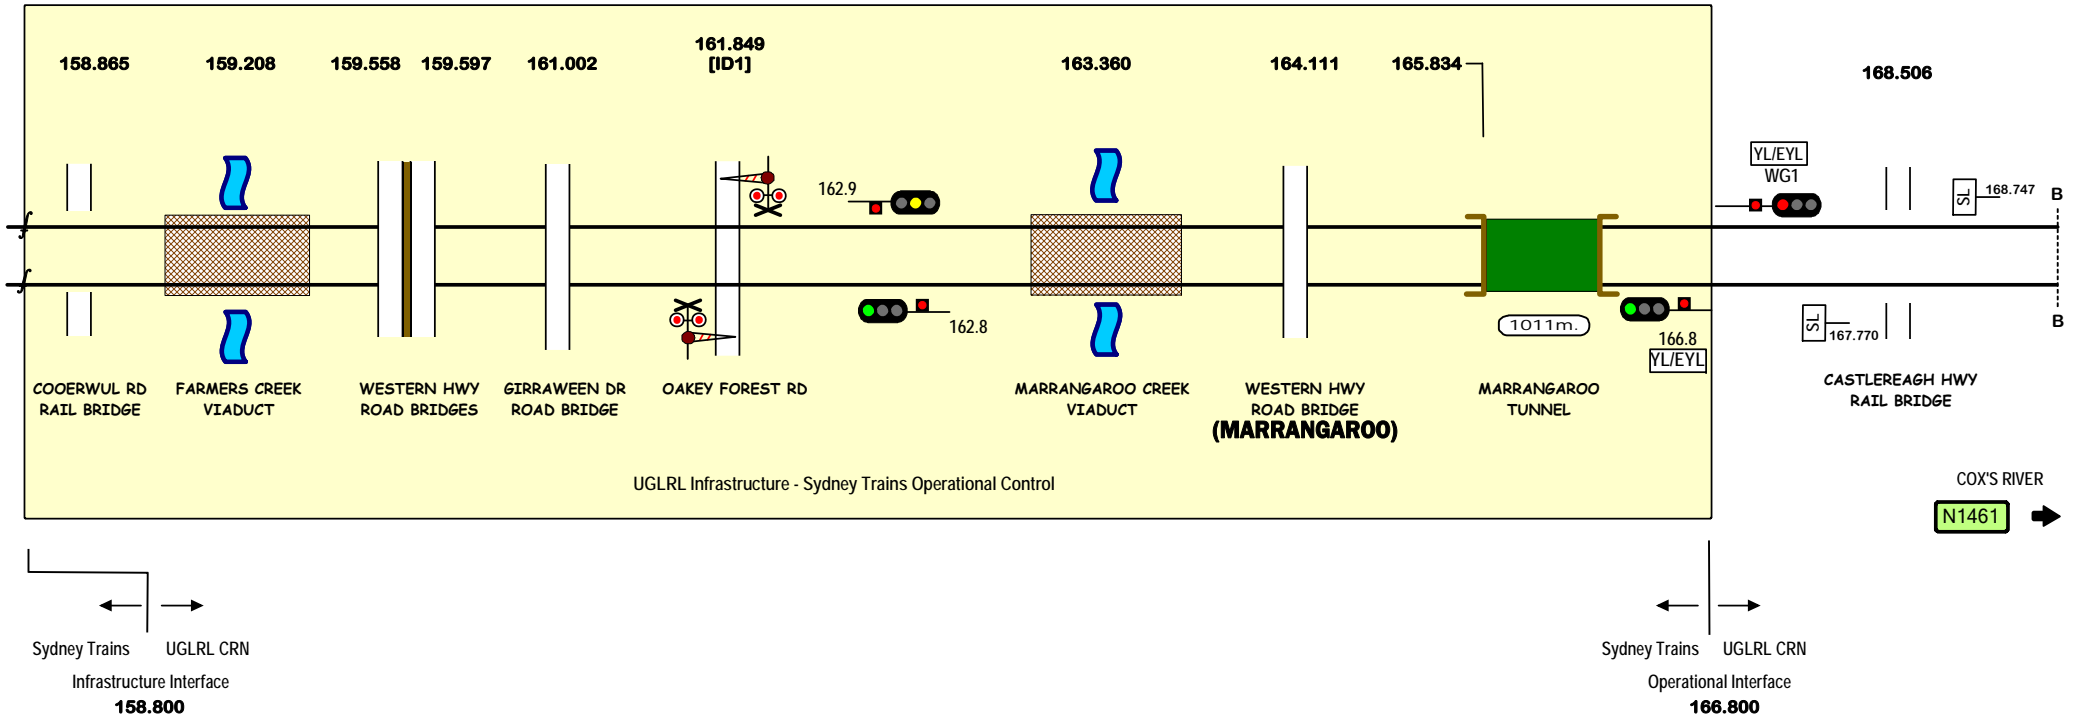 161.849
158.865 159.208 159.558 159.597 161.002 [ID1] 163.360 164.111 165.834
168.506
YL/EYL
WG1
162.9
SL 168.747
B
162.8
1011m.
166.8
YL/EYL
SL 167.770
B
COOERWUL RD
RAIL BRIDGE
FARMERS CREEK
VIADUCT
WESTERN HWY
ROAD BRIDGES
GIRRAWEEN DR
ROAD BRIDGE
OAKEY FOREST RD
MARRANGAROO CREEK
VIADUCT
WESTERN HWY
ROAD BRIDGE
(MARRANGAROO)
MARRANGAROO
TUNNEL
CASTLEREAGH HWY
RAIL BRIDGE
UGLRL Infrastructure - Sydney Trains Operational Control
COX'S RIVER
N1461
Sydney Trains UGLRL CRN
Infrastructure Interface
158.800
Sydney Trains UGLRL CRN
Operational Interface
166.800